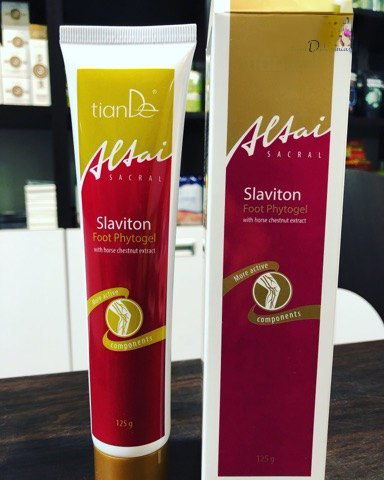 tianDe
Altai
SACRAL
Slaviton
Foot Phytogel
with horse chestnut extract
More active
components
125 g
Altai
SACRAL
Slaviton
Foot Phytogel
with horse chestnut extract
More active
components
125 g